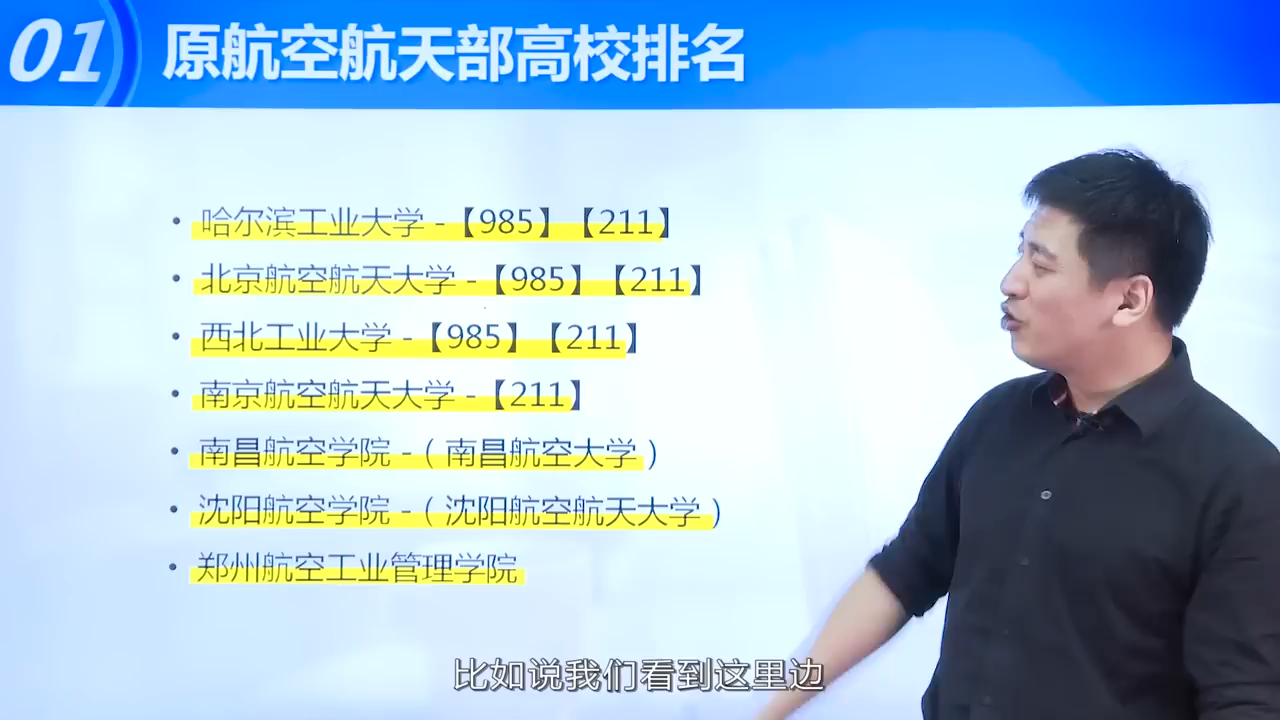 01 原航空航天部高校排名
• 哈尔滨工业大学 -【985】【211】
• 北京航空航天大学 -【985】【211】
• 西北工业大学 -【985】【211】
• 南京航空航天大学 -【211】
• 南昌航空学院 -（南昌航空大学）
• 沈阳航空学院 -（沈阳航空航天大学）
• 郑州航空工业管理学院
比如说我们看到这里边